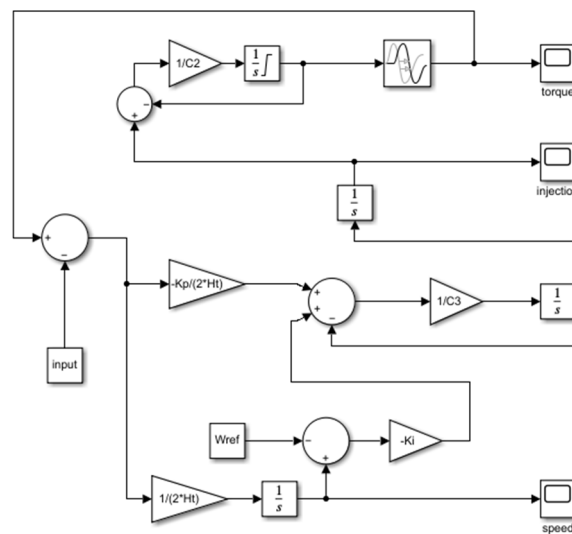 1/C2
1
s
torque
injectio
1
s
+
−
+
−
-Kp/(2*Ht)
+
+
−
1/C3
1
s
input
Wref
−
+
-Ki
1/(2*Ht)
1
s
speed